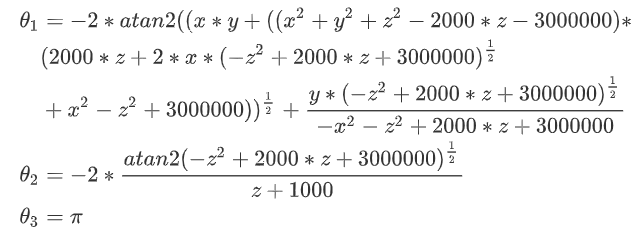 θ₁ = −2 ∗ atan2((x ∗ y + ((x² + y² + z² − 2000 ∗ z − 3000000)∗
(2000 ∗ z + 2 ∗ x ∗ (−z² + 2000 ∗ z + 3000000)^(1/2)
+ x² − z² + 3000000))^(1/2) + (y ∗ (−z² + 2000 ∗ z + 3000000)^(1/2))/(−x² − z² + 2000 ∗ z + 3000000)
θ₂ = −2 ∗ (atan2(−z² + 2000 ∗ z + 3000000)^(1/2))/(z + 1000)
θ₃ = π